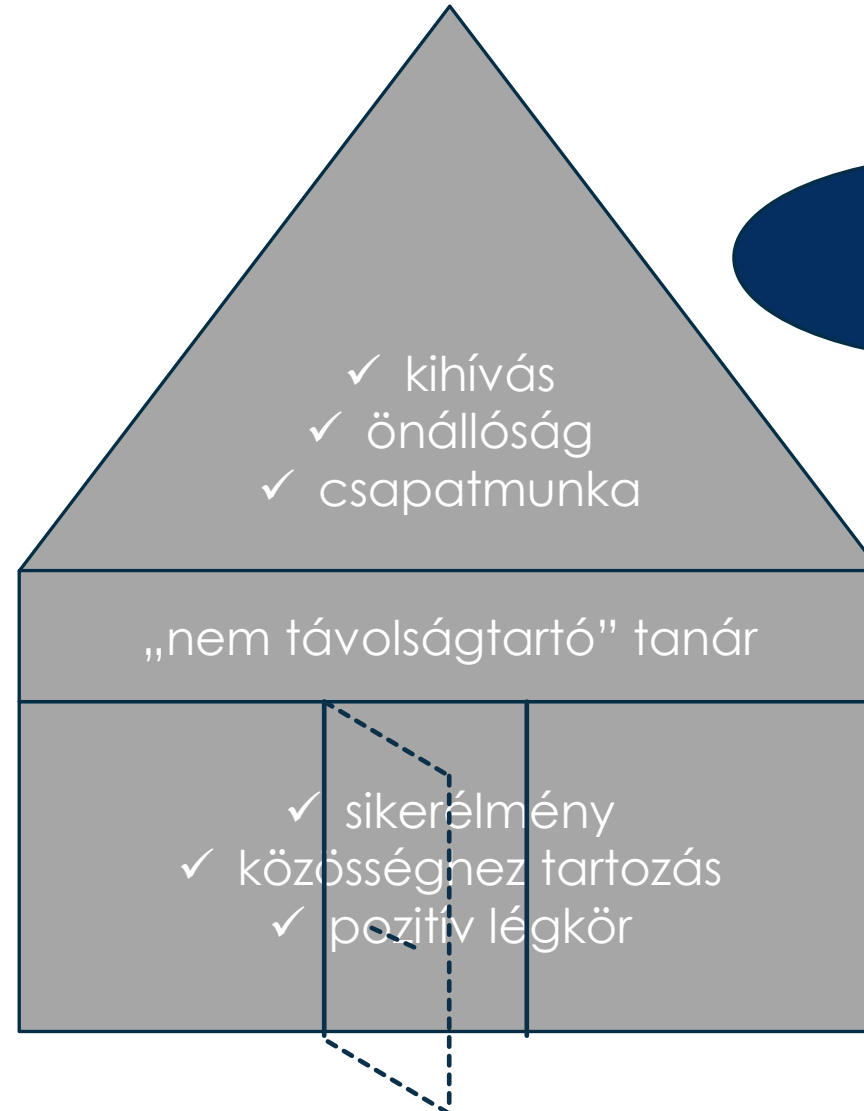 ✓ kihívás
✓ önállóság
✓ csapatmunka
„nem távolságtartó” tanár
✓ sikerélmény
✓ közösséghez tartozás
✓ pozitív légkör